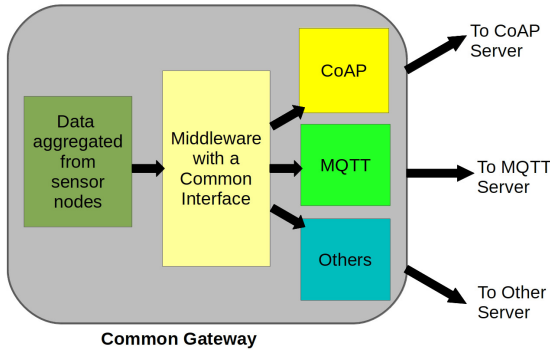 Data
aggregated
from
sensor
nodes
Middleware
with a
Common
Interface
CoAP
MQTT
Others
To CoAP
Server
To MQTT
Server
To Other
Server
Common Gateway